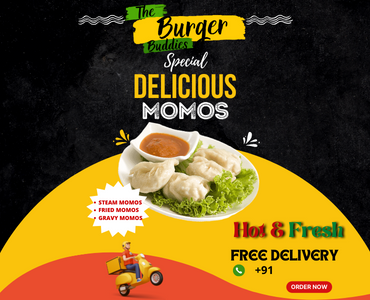 The
Burger
Buddies
Special
DELICIOUS
MOMOS
• STEAM MOMOS
• FRIED MOMOS
• GRAVY MOMOS
Hot & Fresh
FREE DELIVERY
+91
ORDER NOW